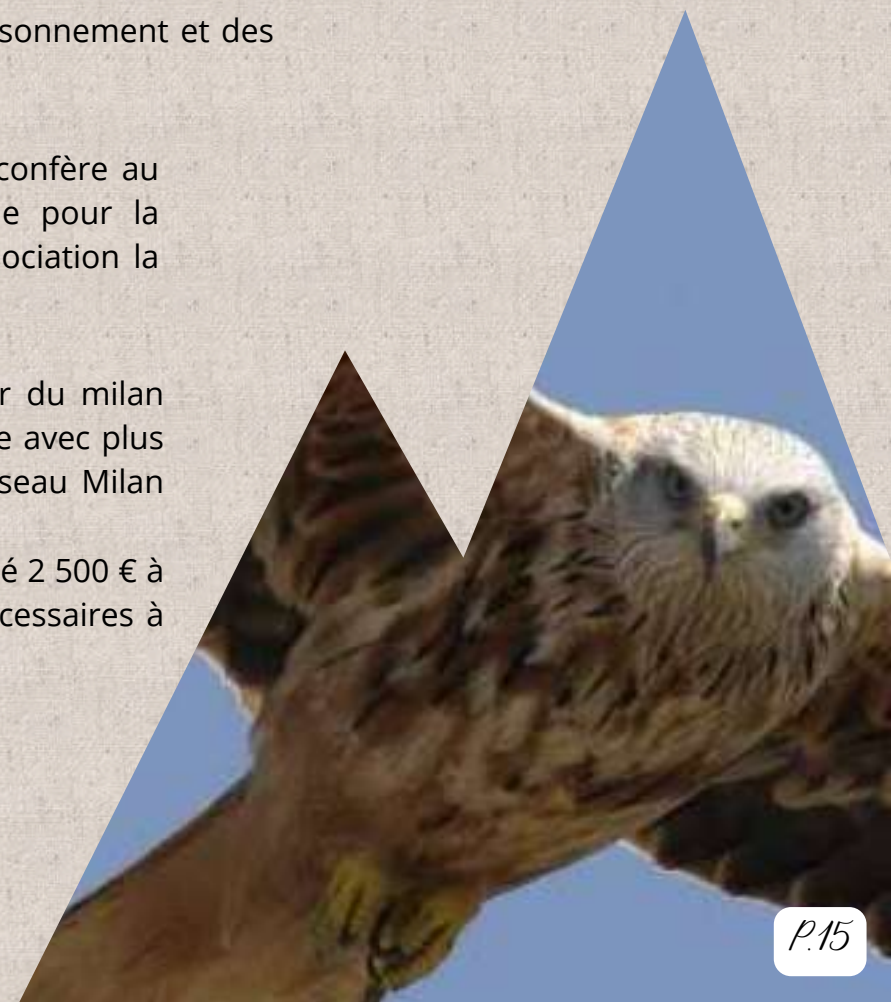 sonnement et des
confère au
e pour la
ociation la
r du milan
e avec plus
seau Milan
é 2 500 € à
cessaires à
P.15